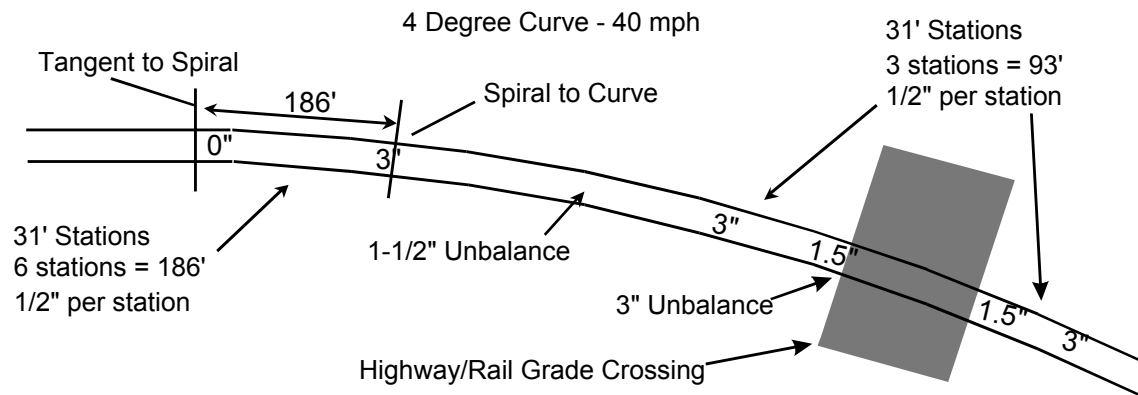 4 Degree Curve - 40 mph
Tangent to Spiral
186'
Spiral to Curve
31' Stations
3 stations = 93'
1/2" per station
0"
3"
31' Stations
6 stations = 186'
1/2" per station
1-1/2" Unbalance
3"
1.5"
3" Unbalance
1.5"
3"
Highway/Rail Grade Crossing